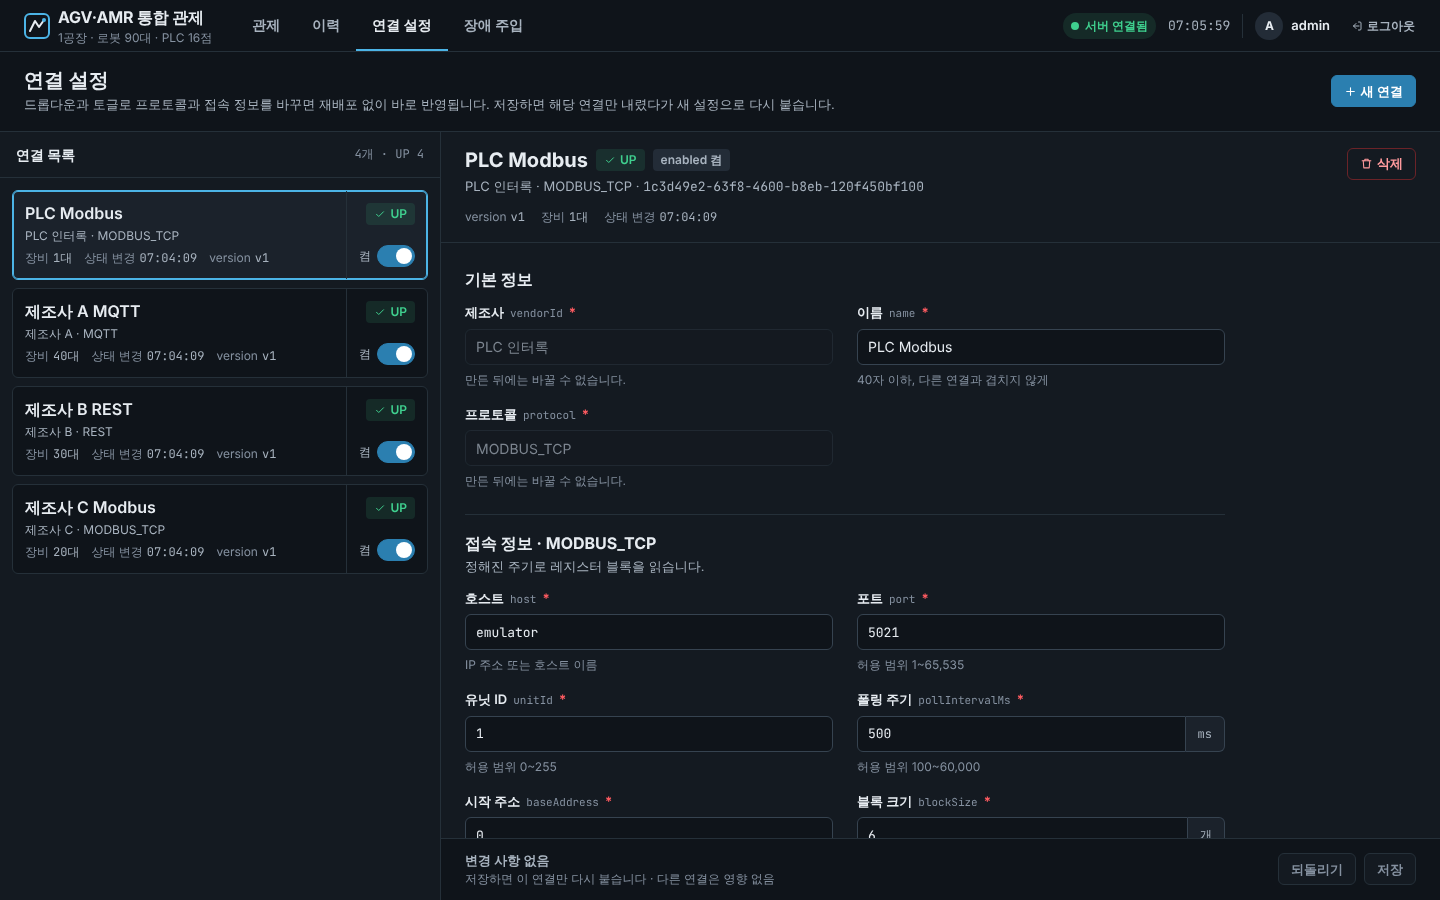 AGV·AMR 통합 관제
1공장 · 로봇 90대 · PLC 16점
관제
이력
연결 설정
장애 주입
서버 연결됨
07:05:59
A
admin
로그아웃
연결 설정
드롭다운과 토글로 프로토콜과 접속 정보를 바꾸면 재배포 없이 바로 반영됩니다. 저장하면 해당 연결만 내렸다가 새 설정으로 다시 붙습니다.
+ 새 연결
연결 목록
4개 · UP 4
PLC Modbus
UP
PLC 인터록 · MODBUS_TCP
장비 1대 상태 변경 07:04:09 version v1
켬
제조사 A MQTT
UP
제조사 A · MQTT
장비 40대 상태 변경 07:04:09 version v1
켬
제조사 B REST
UP
제조사 B · REST
장비 30대 상태 변경 07:04:09 version v1
켬
제조사 C Modbus
UP
제조사 C · MODBUS_TCP
장비 20대 상태 변경 07:04:09 version v1
켬
PLC Modbus
UP
enabled 켬
삭제
PLC 인터록 · MODBUS_TCP · 1c3d49e2-63f8-4600-b8eb-120f450bf100
version v1 장비 1대 상태 변경 07:04:09
기본 정보
제조사 vendorId *
PLC 인터록
만든 뒤에는 바꿀 수 없습니다.
이름 name *
PLC Modbus
40자 이하, 다른 연결과 겹치지 않게
프로토콜 protocol *
MODBUS_TCP
만든 뒤에는 바꿀 수 없습니다.
접속 정보 · MODBUS_TCP
정해진 주기로 레지스터 블록을 읽습니다.
호스트 host *
emulator
IP 주소 또는 호스트 이름
포트 port *
5021
허용 범위 1~65,535
유닛 ID unitId *
1
허용 범위 0~255
폴링 주기 pollIntervalMs *
500
ms
허용 범위 100~60,000
시작 주소 baseAddress *
0
블록 크기 blockSize *
6
개
변경 사항 없음
저장하면 이 연결만 다시 붙습니다 · 다른 연결은 영향 없음
되돌리기
저장